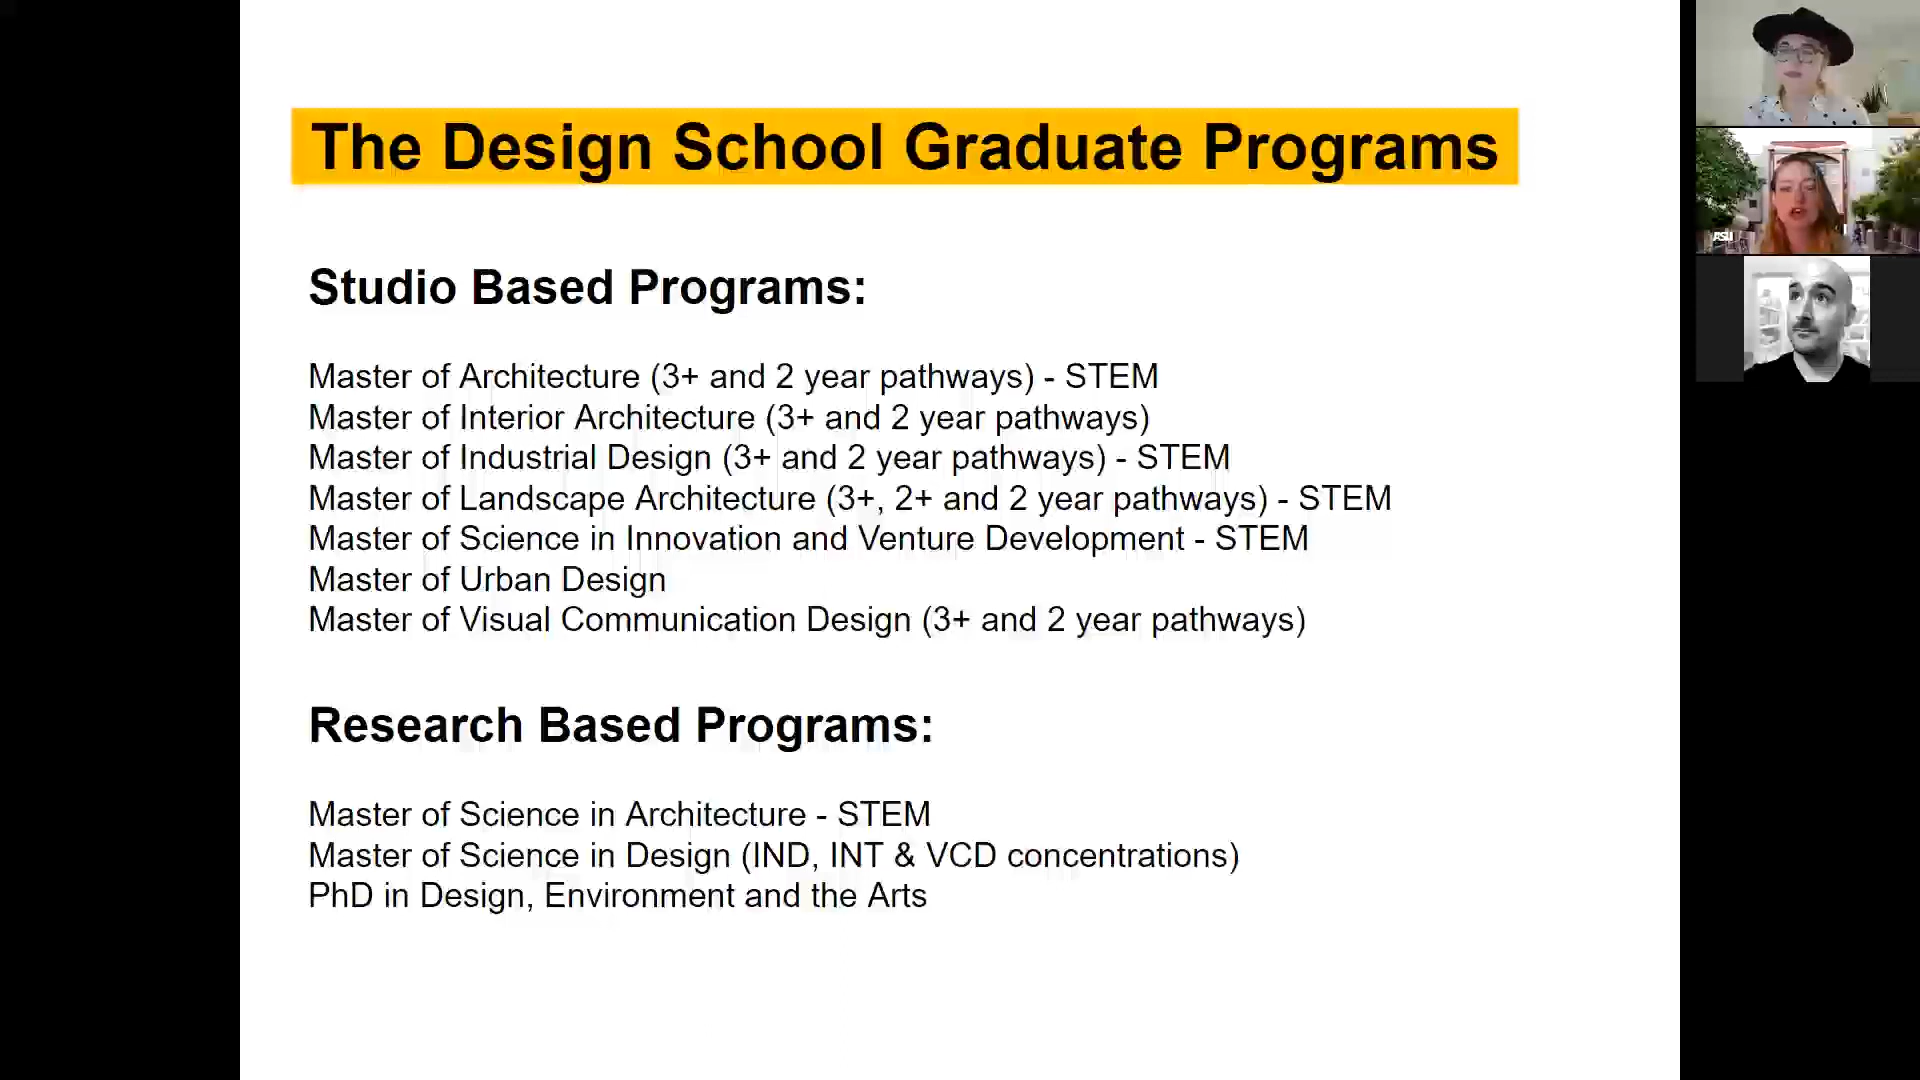 The Design School Graduate Programs
Studio Based Programs:
Master of Architecture (3+ and 2 year pathways) - STEM
Master of Interior Architecture (3+ and 2 year pathways)
Master of Industrial Design (3+ and 2 year pathways) - STEM
Master of Landscape Architecture (3+, 2+ and 2 year pathways) - STEM
Master of Science in Innovation and Venture Development - STEM
Master of Urban Design
Master of Visual Communication Design (3+ and 2 year pathways)
Research Based Programs:
Master of Science in Architecture - STEM
Master of Science in Design (IND, INT & VCD concentrations)
PhD in Design, Environment and the Arts
ASU